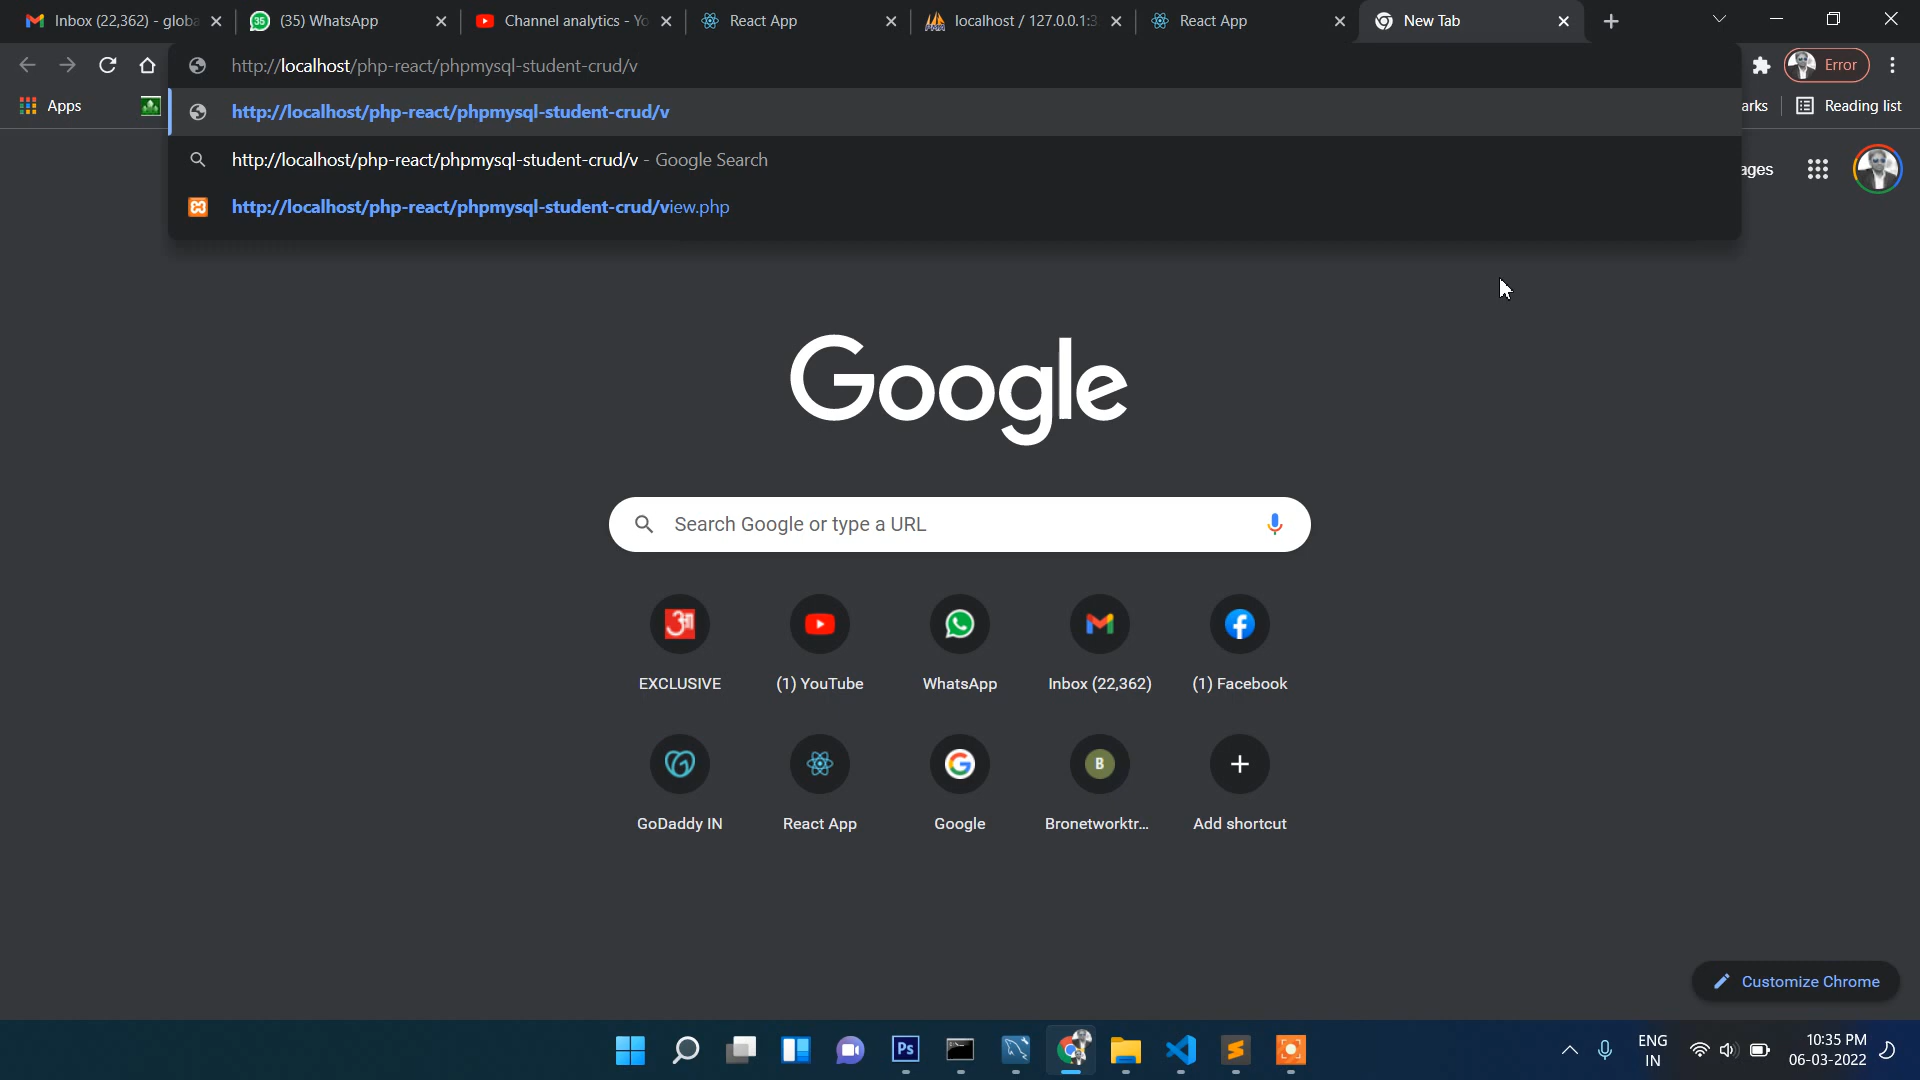 Inbox (22,362) - globa
(35) WhatsApp
Channel analytics - Yo
React App
localhost / 127.0.0.1:3
React App
New Tab
http://localhost/php-react/phpmysql-student-crud/v
Error
Apps
http://localhost/php-react/phpmysql-student-crud/v
arks
Reading list
http://localhost/php-react/phpmysql-student-crud/v - Google Search
ages
http://localhost/php-react/phpmysql-student-crud/view.php
Google
Search Google or type a URL
EXCLUSIVE
(1) YouTube
WhatsApp
Inbox (22,362)
(1) Facebook
B
GoDaddy IN
React App
Google
Bronetworktr...
Add shortcut
Customize Chrome
Ps
ENG
IN
10:35 PM
06-03-2022